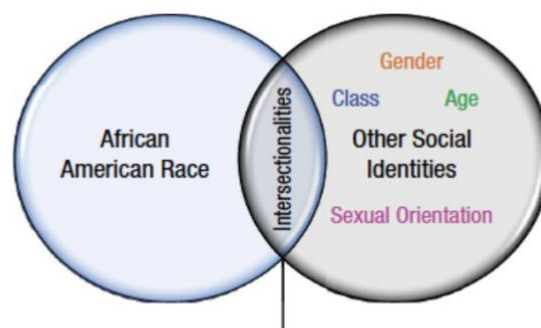 African
American Race
Intersectionalities
Gender
Class
Age
Other Social
Identities
Sexual Orientation